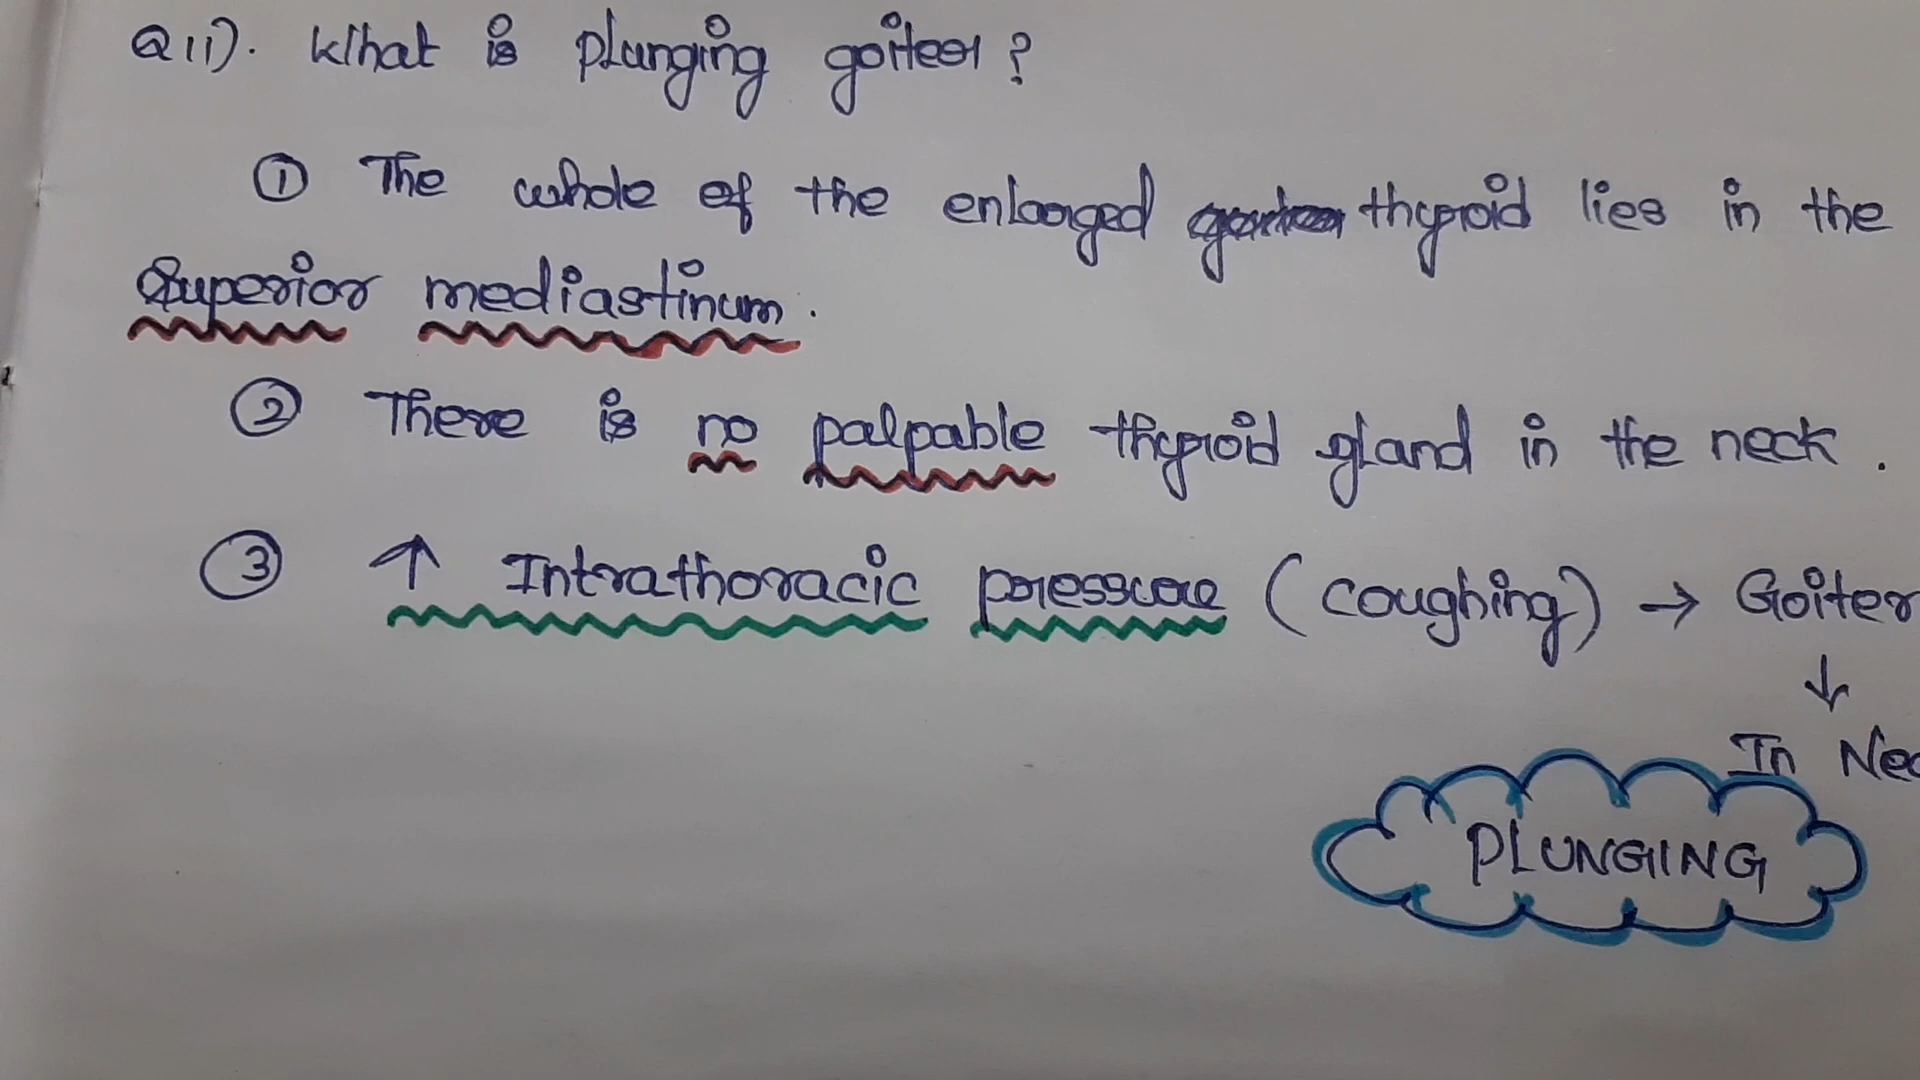 Q11). What is plunging goiter?
① The whole of the enlarged thyroid lies in the
Superior mediastinum.
② There is no palpable thyroid gland in the neck.
③ ↑ Intrathoracic pressure (coughing) → Goiter
↓
In Nec
PLUNGING